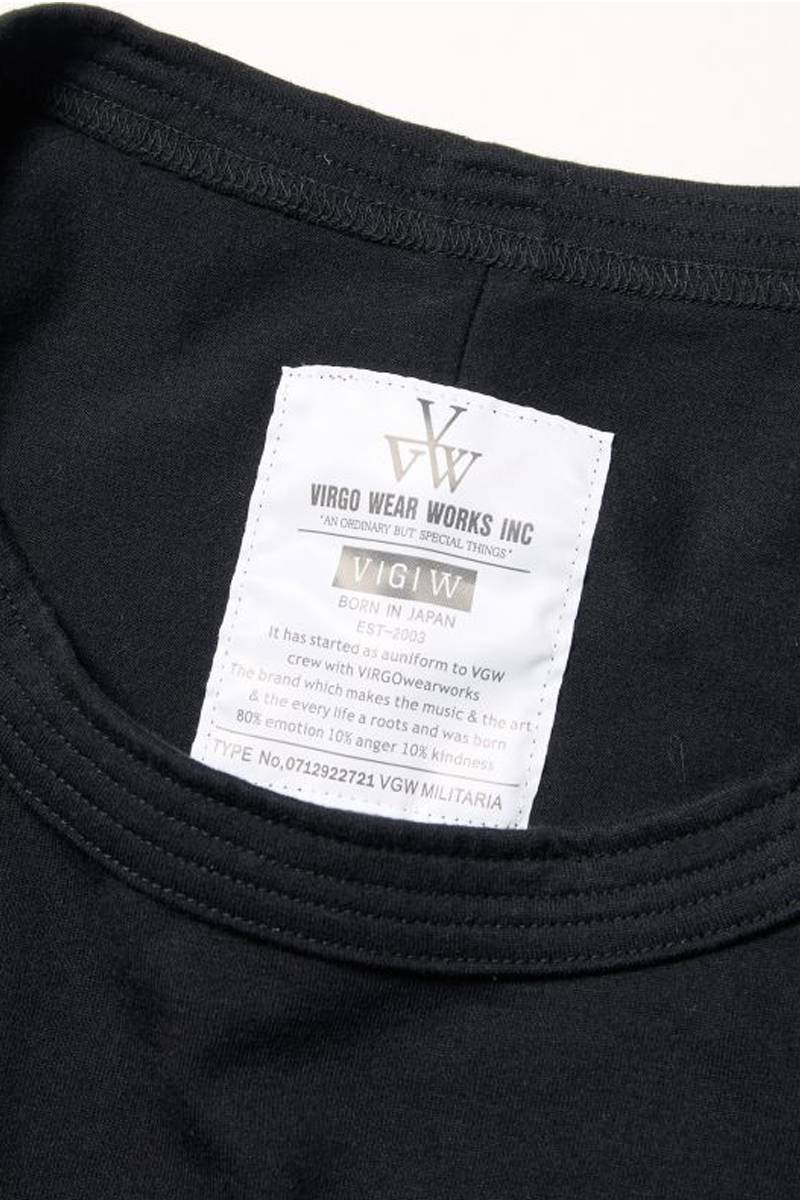 V
VW
VIRGO WEAR WORKS INC
"AN ORDINARY BUT SPECIAL THINGS."
V|G|W
BORN IN JAPAN
EST-2003
It has started as auniform to VGW
crew with VIRGOwearworks
The brand which makes the music & the art
& the every life a roots and was born
80% emotion 10% anger 10% kindness
TYPE No,0712922721 VGW MILITARIA